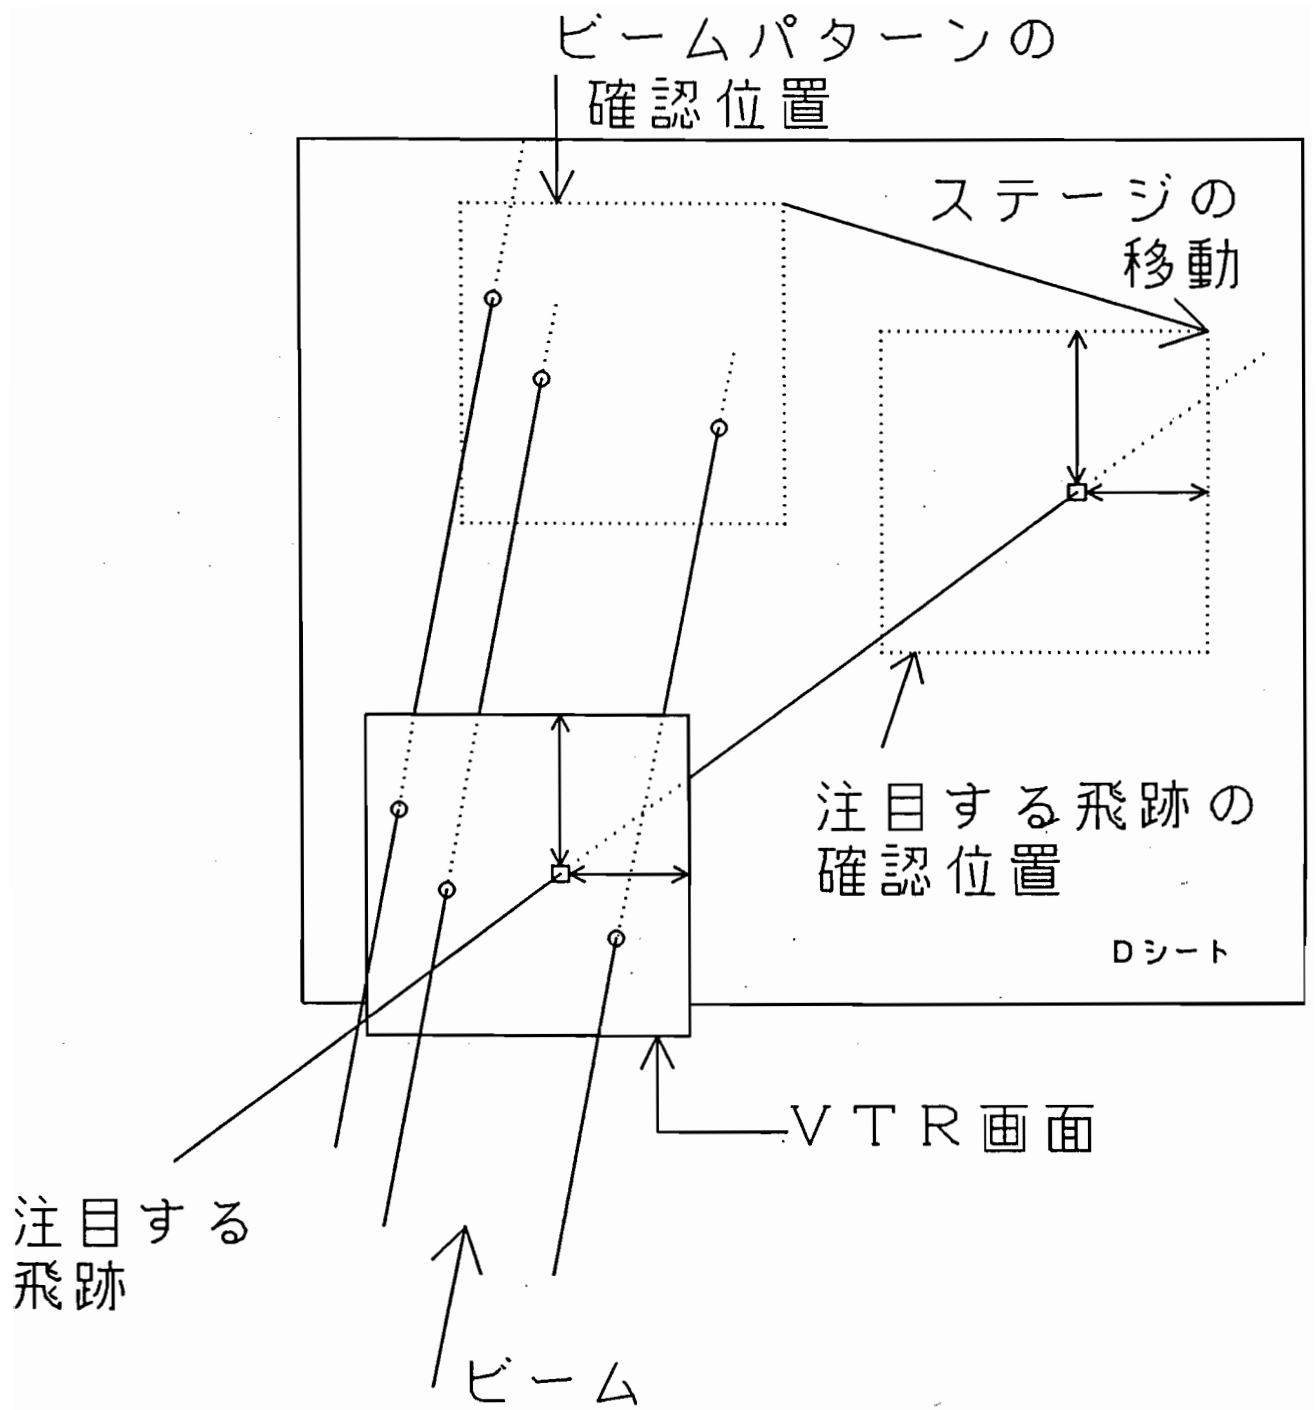 ビームパターンの
確認位置
ステージの
移動
注目する飛跡の
確認位置
Dシート
VTR画面
注目する
飛跡
ビーム